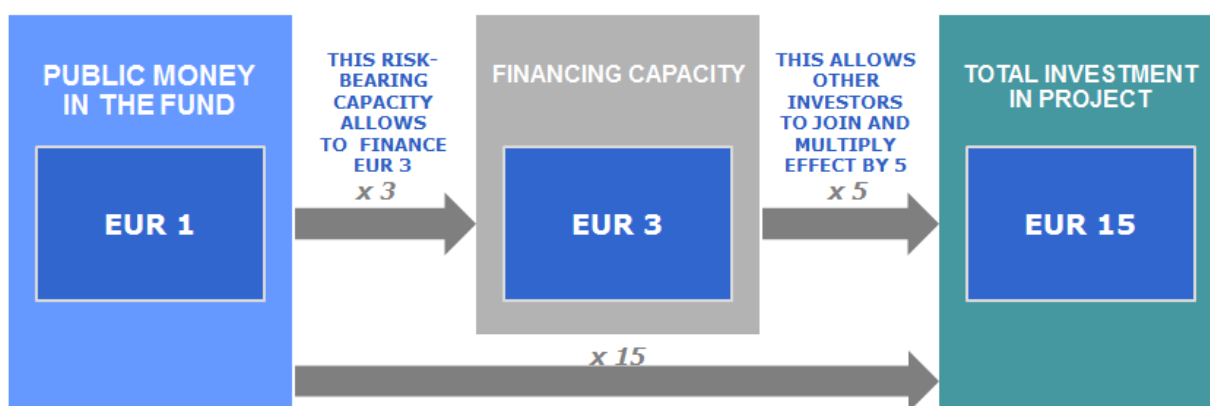 PUBLIC MONEY
IN THE FUND
EUR 1
THIS RISK-
BEARING
CAPACITY
ALLOWS
TO FINANCE
EUR 3
x 3
FINANCING CAPACITY
EUR 3
THIS ALLOWS
OTHER
INVESTORS
TO JOIN AND
MULTIPLY
EFFECT BY 5
x 5
TOTAL INVESTMENT
IN PROJECT
EUR 15
x 15